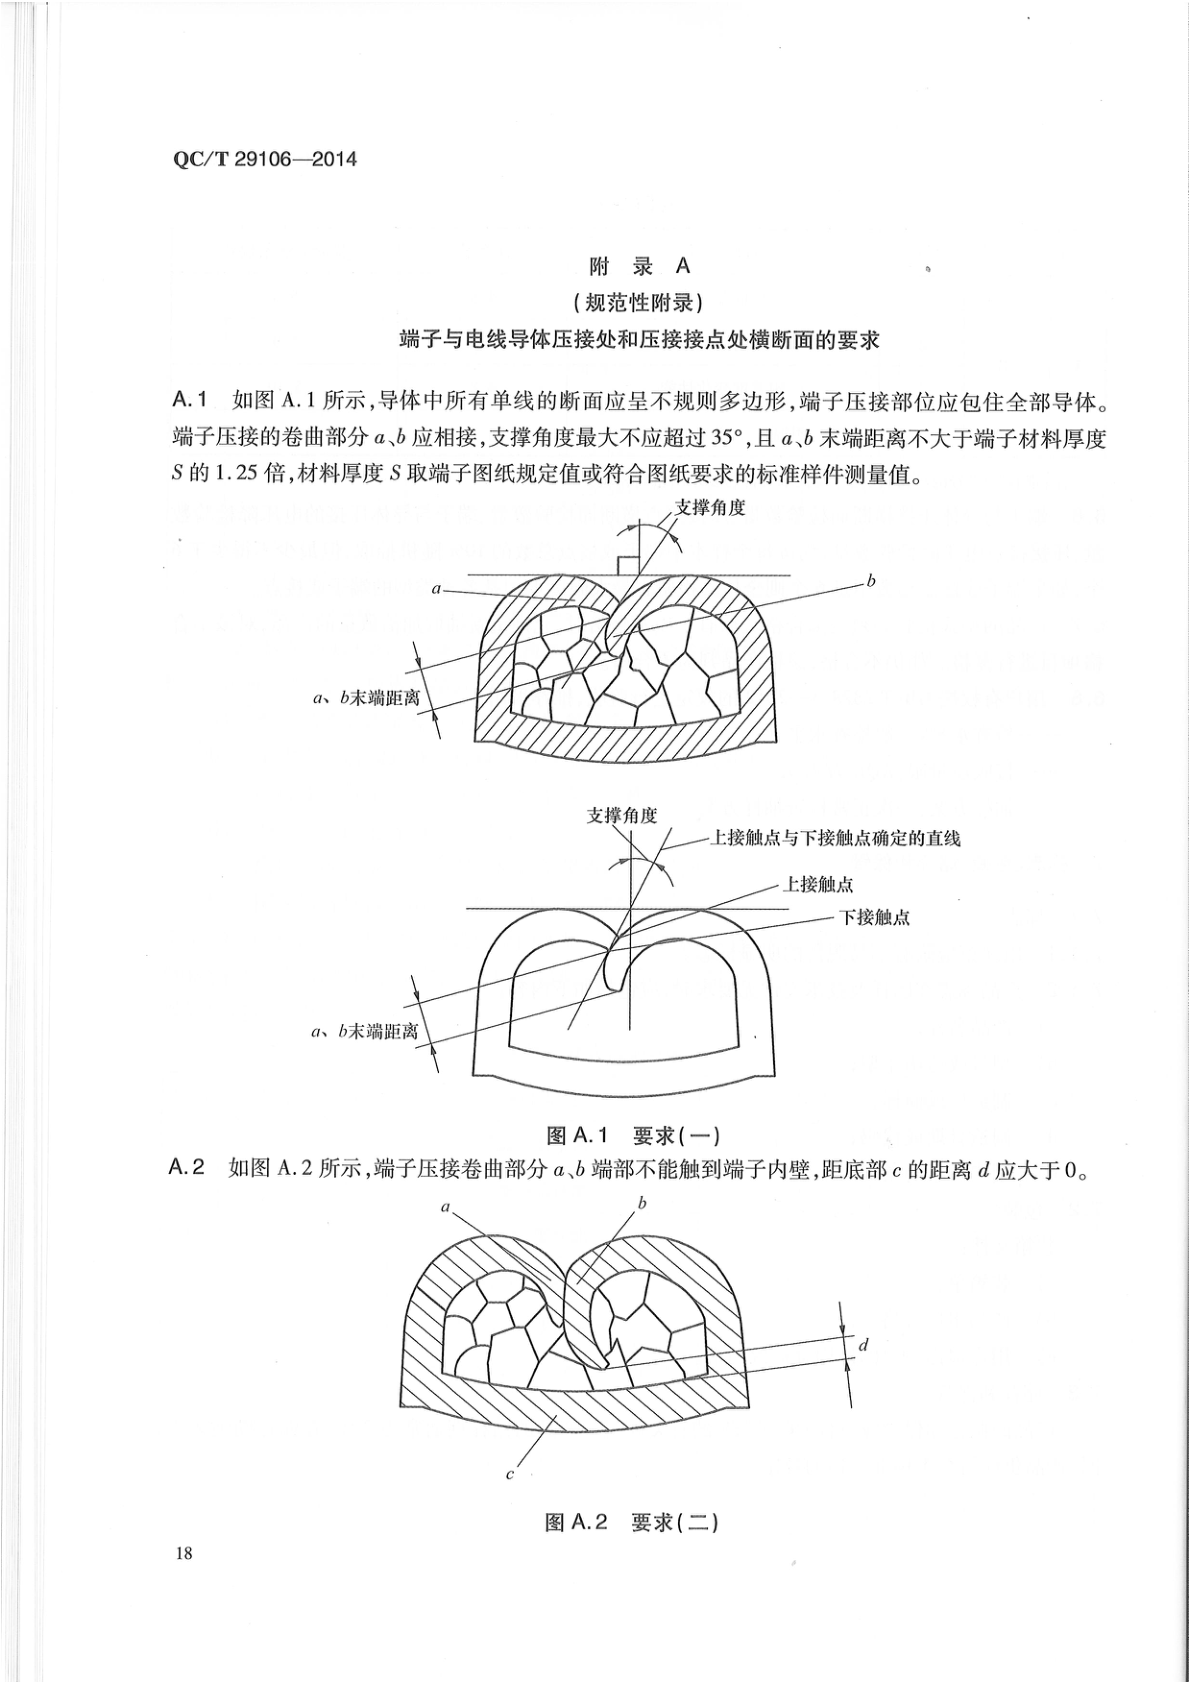 QC/T 29106—2014
附 录 A
(规范性附录)
端子与电线导体压接处和压接接点处横断面的要求
A.1 如图 A.1 所示,导体中所有单线的断面应呈不规则多边形,端子压接部位应包住全部导体。
端子压接的卷曲部分 a、b 应相接,支撑角度最大不应超过 35°,且 a、b 末端距离不大于端子材料厚度
S 的 1.25 倍,材料厚度 S 取端子图纸规定值或符合图纸要求的标准样件测量值。
支撑角度
a
b
a、b末端距离
支撑角度
上接触点与下接触点确定的直线
上接触点
下接触点
a、b末端距离
图 A.1 要求(一)
A.2 如图 A.2 所示,端子压接卷曲部分 a、b 端部不能触到端子内壁,距底部 c 的距离 d 应大于 0。
a
b
d
c
图 A.2 要求(二)
18